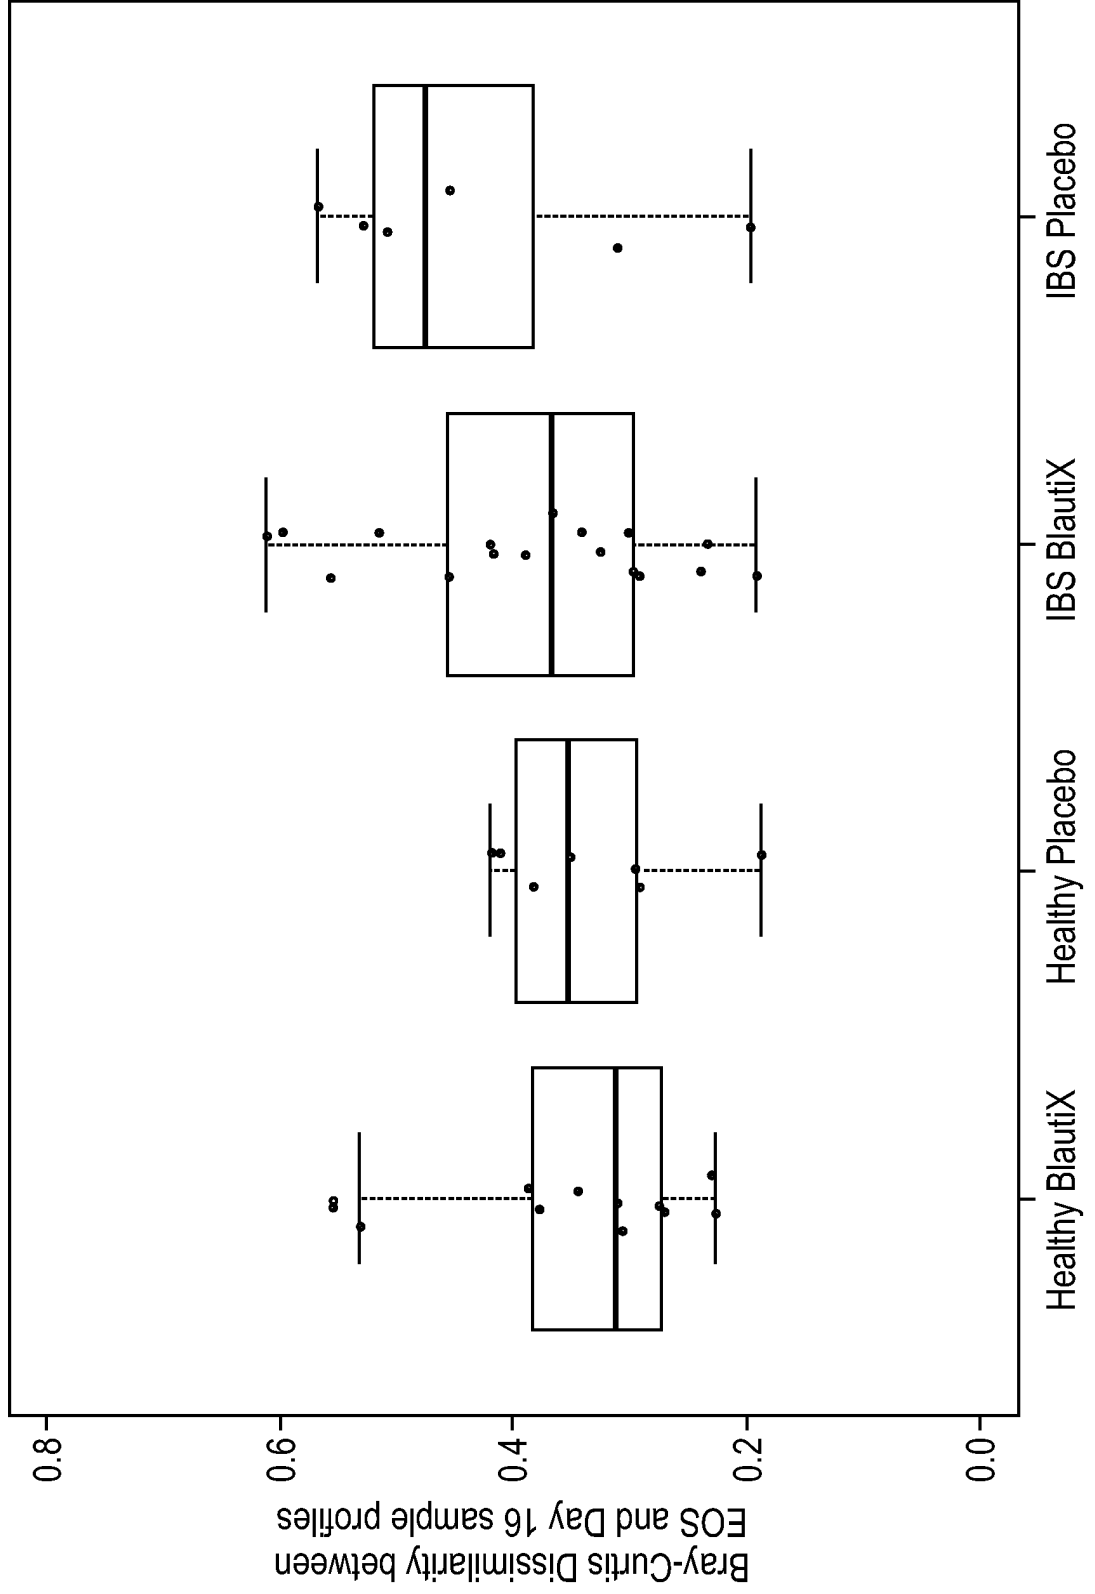 Bray-Curtis Dissimilarity between
EOS and Day 16 sample profiles
0.8
0.6
0.4
0.2
0.0
Healthy BlautiX
Healthy Placebo
IBS BlautiX
IBS Placebo